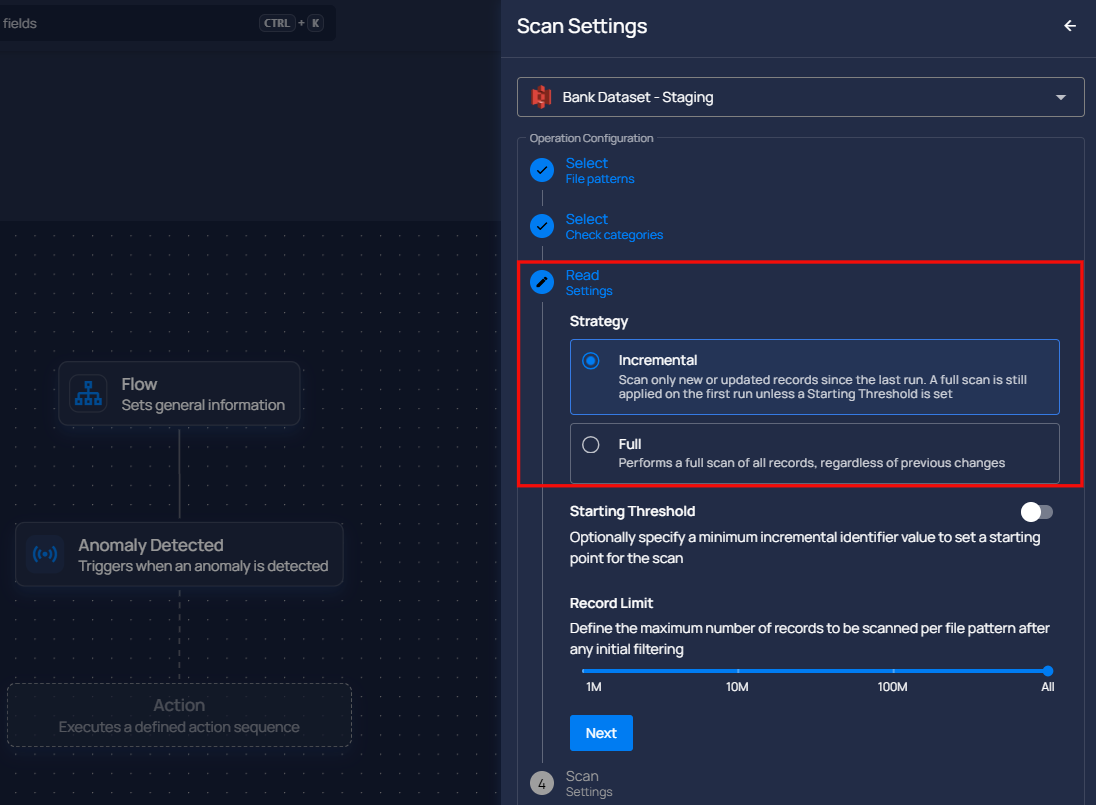 fields
CTRL + K
Flow
Sets general information
Anomaly Detected
Triggers when an anomaly is detected
Action
Executes a defined action sequence
Scan Settings
Bank Dataset - Staging
Operation Configuration
Select
File patterns
Select
Check categories
Read
Settings
Strategy
Incremental
Scan only new or updated records since the last run. A full scan is still
applied on the first run unless a Starting Threshold is set
Full
Performs a full scan of all records, regardless of previous changes
Starting Threshold
Optionally specify a minimum incremental identifier value to set a starting
point for the scan
Record Limit
Define the maximum number of records to be scanned per file pattern after
any initial filtering
1M 10M 100M All
Next
4 Scan
Settings